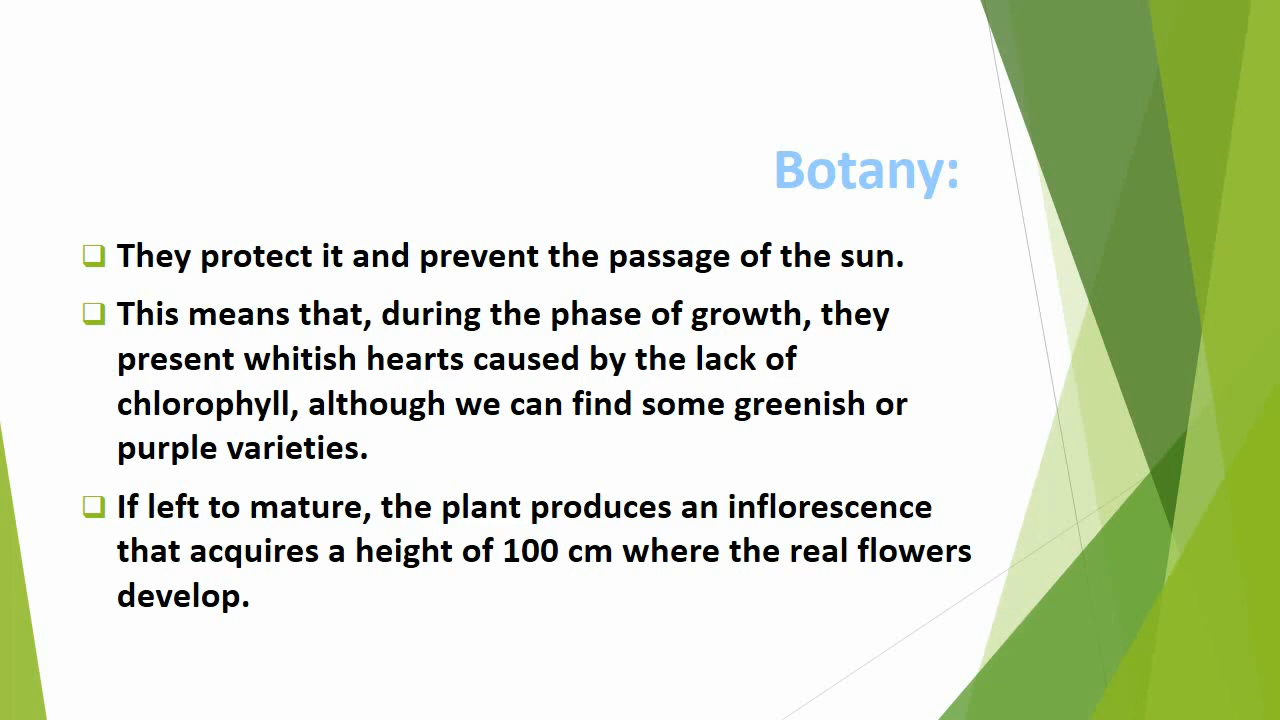 Botany:
They protect it and prevent the passage of the sun.
This means that, during the phase of growth, they
present whitish hearts caused by the lack of
chlorophyll, although we can find some greenish or
purple varieties.
If left to mature, the plant produces an inflorescence
that acquires a height of 100 cm where the real flowers
develop.